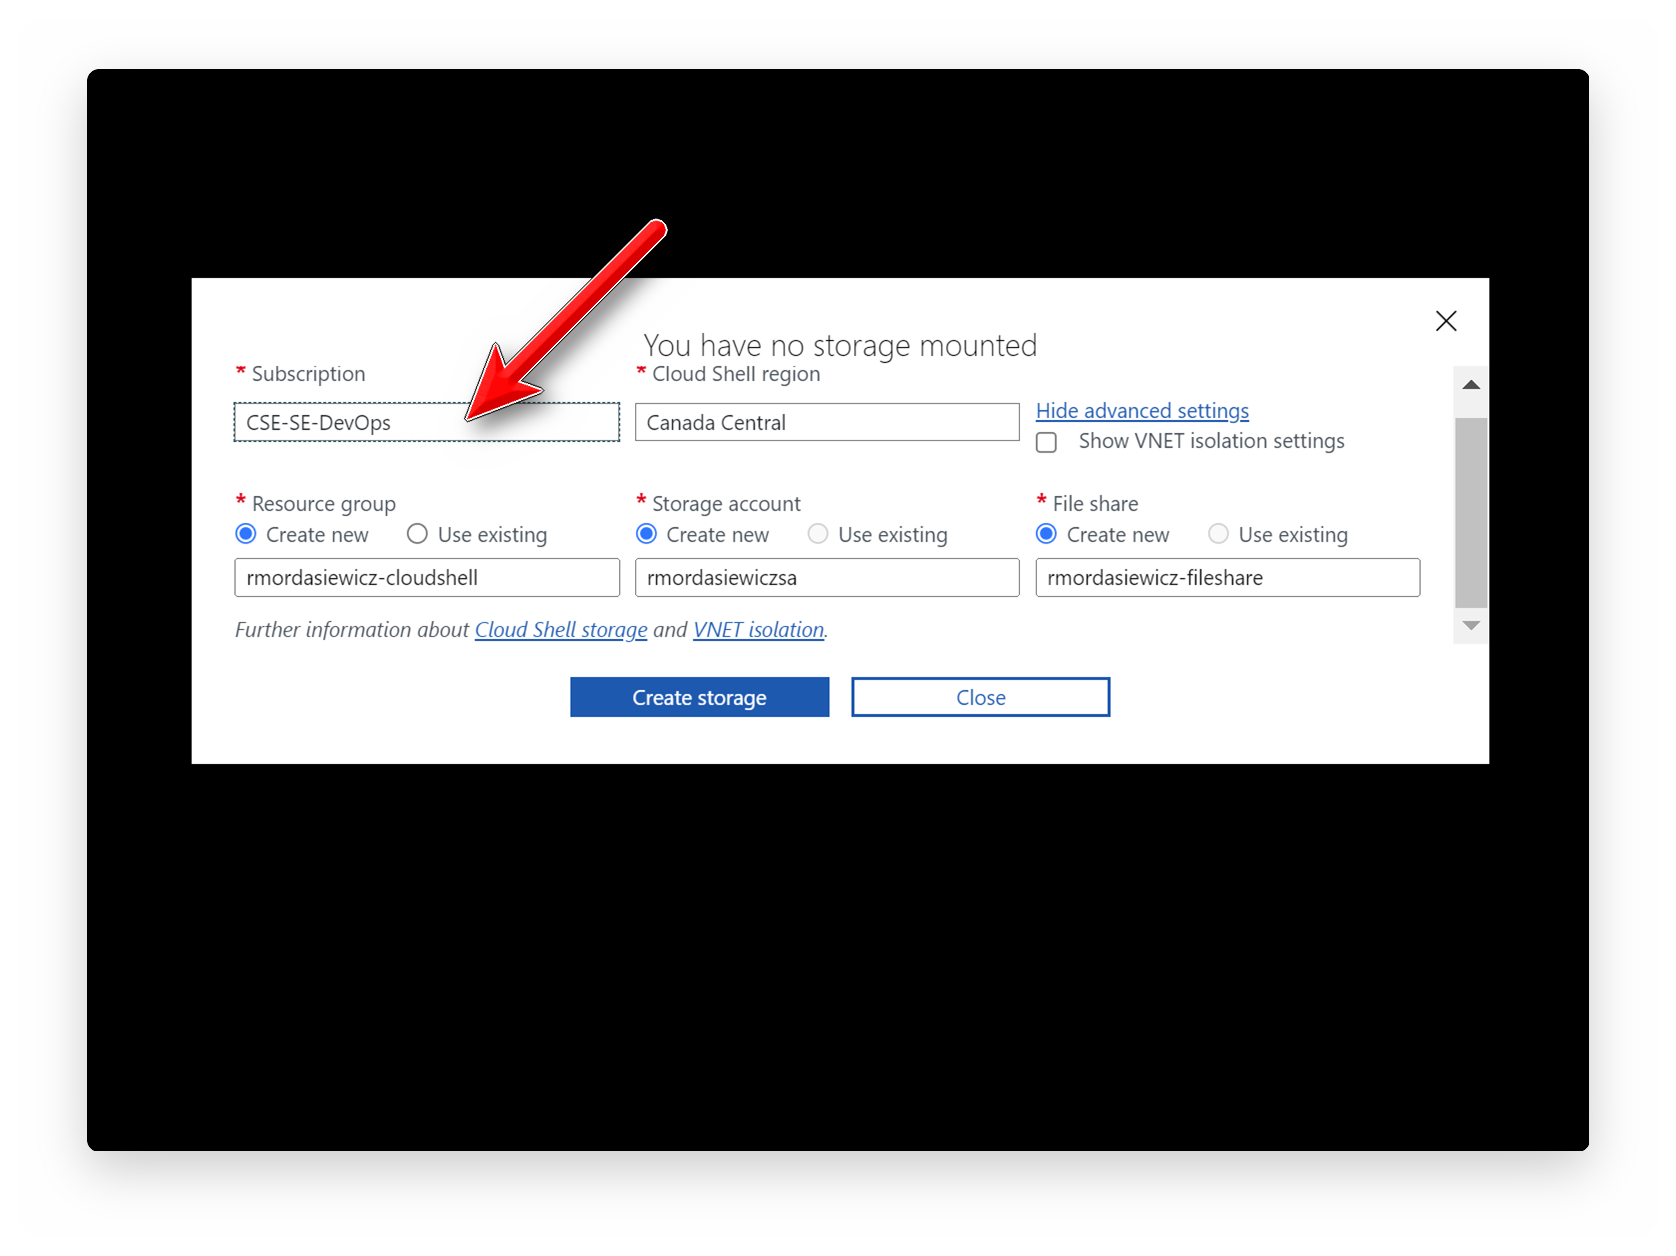 You have no storage mounted
* Subscription
* Cloud Shell region
CSE-SE-DevOps
Canada Central
Hide advanced settings
Show VNET isolation settings
* Resource group
* Storage account
* File share
Create new
Use existing
Create new
Use existing
Create new
Use existing
rmordasiewicz-cloudshell
rmordasiewiczsa
rmordasiewicz-fileshare
Further information about Cloud Shell storage and VNET isolation.
Create storage
Close